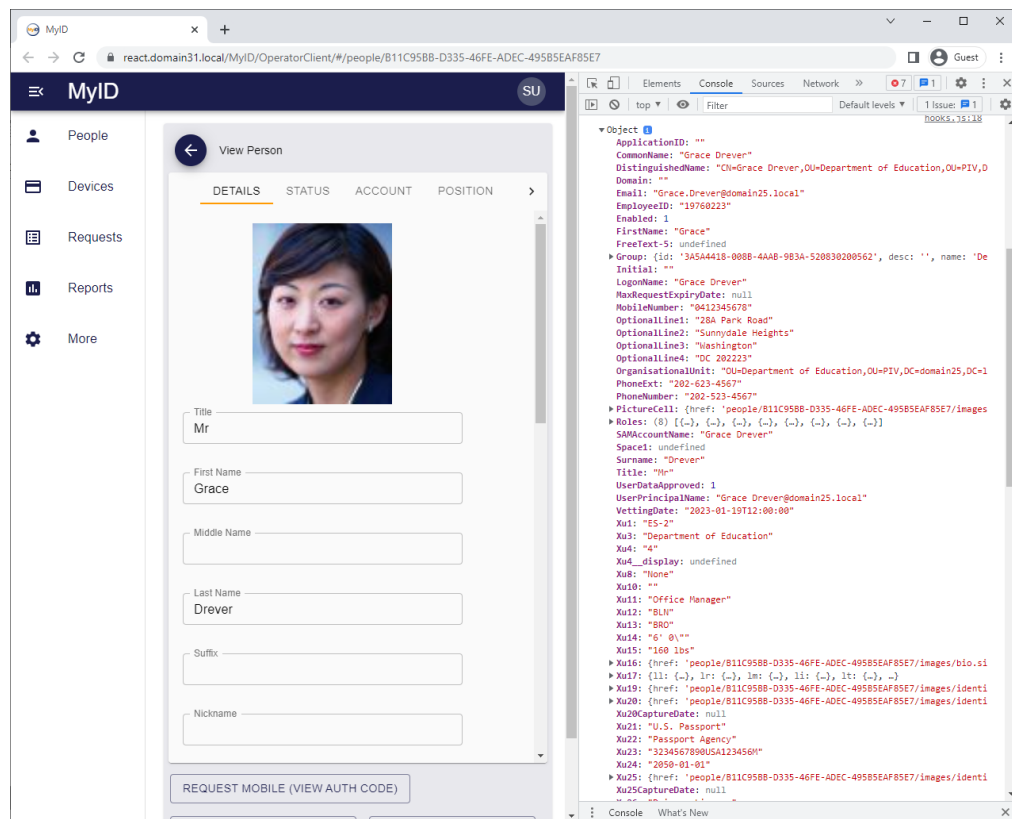 MyID
react.domain31.local/MyID/OperatorClient/#/people/B11C95BB-D335-46FE-ADEC-495B5EAF85E7
Guest
MyID
SU
People
Devices
Requests
Reports
More
View Person
DETAILS STATUS ACCOUNT POSITION
Title
Mr
First Name
Grace
Middle Name
Last Name
Drever
Suffix
Nickname
REQUEST MOBILE (VIEW AUTH CODE)
Elements Console Sources Network » 7 1
top Filter Default levels 1 Issue: 1
hooks.js:18
Object
ApplicationID: ""
CommonName: "Grace Drever"
DistinguishedName: "CN=Grace Drever,OU=Department of Education,OU=PIV,D
Domain: ""
Email: "Grace.Drever@domain25.local"
EmployeeID: "19760223"
Enabled: 1
FirstName: "Grace"
FreeText-5: undefined
Group: {id: '3A5A4418-008B-4AAB-9B3A-520830200562', desc: '', name: 'De
Initial: ""
LogonName: "Grace Drever"
MaxRequestExpiryDate: null
MobileNumber: "0412345678"
OptionalLine1: "28A Park Road"
OptionalLine2: "Sunnydale Heights"
OptionalLine3: "Washington"
OptionalLine4: "DC 202223"
OrganisationalUnit: "OU=Department of Education,OU=PIV,DC=domain25,DC=l
PhoneExt: "202-623-4567"
PhoneNumber: "202-523-4567"
PictureCell: {href: 'people/B11C95BB-D335-46FE-ADEC-495B5EAF85E7/images
Roles: (8) [{…}, {…}, {…}, {…}, {…}, {…}, {…}, {…}]
SAMAccountName: "Grace Drever"
Space1: undefined
Surname: "Drever"
Title: "Mr"
UserDataApproved: 1
UserPrincipalName: "Grace Drever@domain25.local"
VettingDate: "2023-01-19T12:00:00"
Xu1: "ES-2"
Xu3: "Department of Education"
Xu4: "4"
Xu4__display: undefined
Xu8: "None"
Xu10: ""
Xu11: "Office Manager"
Xu12: "BLN"
Xu13: "BRO"
Xu14: "6' 0\""
Xu15: "160 lbs"
Xu16: {href: 'people/B11C95BB-D335-46FE-ADEC-495B5EAF85E7/images/bio.si
Xu17: {ll: {…}, lr: {…}, lm: {…}, li: {…}, lt: {…}, …}
Xu19: {href: 'people/B11C95BB-D335-46FE-ADEC-495B5EAF85E7/images/identi
Xu20: {href: 'people/B11C95BB-D335-46FE-ADEC-495B5EAF85E7/images/identi
Xu20CaptureDate: null
Xu21: "U.S. Passport"
Xu22: "Passport Agency"
Xu23: "3234567890USA123456M"
Xu24: "2050-01-01"
Xu25: {href: 'people/B11C95BB-D335-46FE-ADEC-495B5EAF85E7/images/identi
Xu25CaptureDate: null
Console What's New